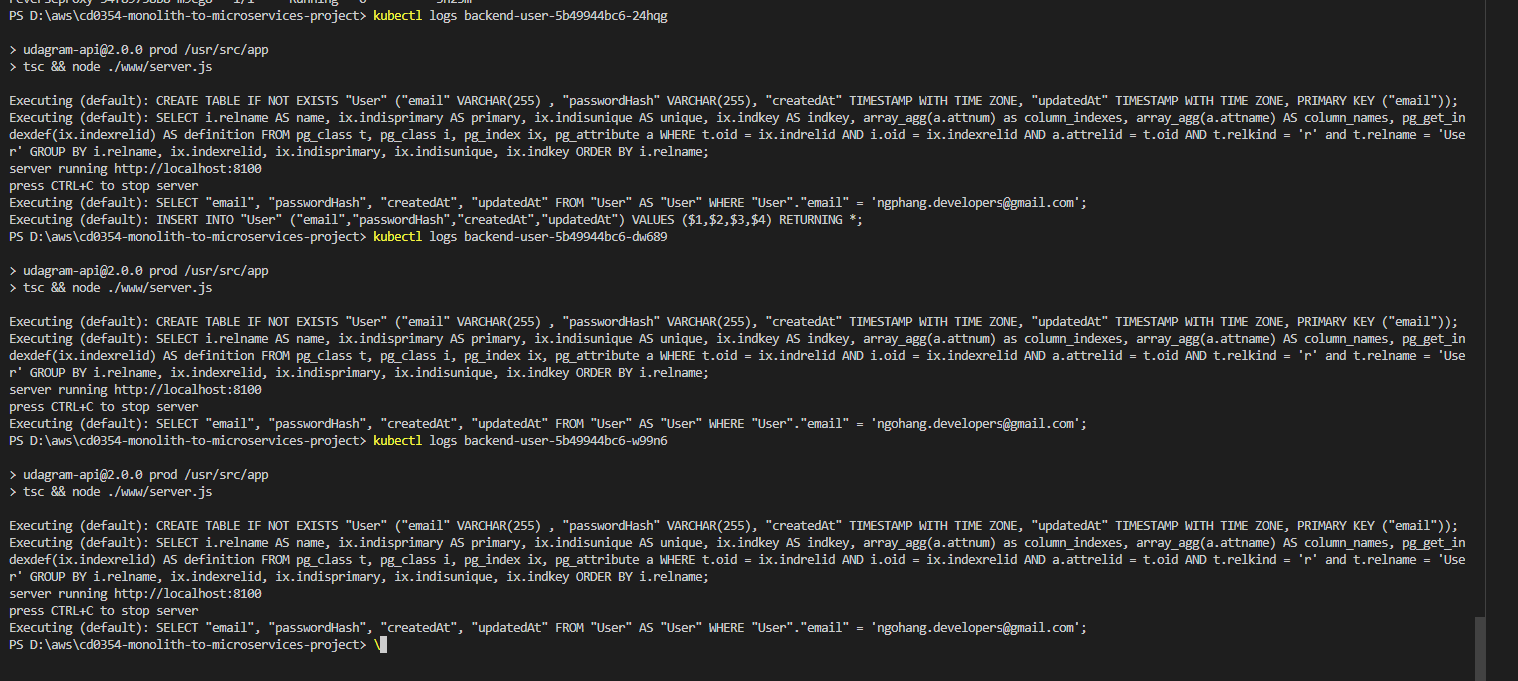 PS D:\aws\cd0354-monolith-to-microservices-project> kubectl logs backend-user-5b49944bc6-24hqg
> udagram-api@2.0.0 prod /usr/src/app
> tsc && node ./www/server.js
Executing (default): CREATE TABLE IF NOT EXISTS "User" ("email" VARCHAR(255) , "passwordHash" VARCHAR(255), "createdAt" TIMESTAMP WITH TIME ZONE, "updatedAt" TIMESTAMP WITH TIME ZONE, PRIMARY KEY ("email"));
Executing (default): SELECT i.relname AS name, ix.indisprimary AS primary, ix.indisunique AS unique, ix.indkey AS indkey, array_agg(a.attnum) as column_indexes, array_agg(a.attname) AS column_names, pg_get_in
dexdef(ix.indexrelid) AS definition FROM pg_class t, pg_class i, pg_index ix, pg_attribute a WHERE t.oid = ix.indrelid AND i.oid = ix.indexrelid AND a.attrelid = t.oid AND t.relkind = 'r' and t.relname = 'Use
r' GROUP BY i.relname, ix.indexrelid, ix.indisprimary, ix.indisunique, ix.indkey ORDER BY i.relname;
server running http://localhost:8100
press CTRL+C to stop server
Executing (default): SELECT "email", "passwordHash", "createdAt", "updatedAt" FROM "User" AS "User" WHERE "User"."email" = 'ngphang.developers@gmail.com';
Executing (default): INSERT INTO "User" ("email","passwordHash","createdAt","updatedAt") VALUES ($1,$2,$3,$4) RETURNING *;
PS D:\aws\cd0354-monolith-to-microservices-project> kubectl logs backend-user-5b49944bc6-dw689
> udagram-api@2.0.0 prod /usr/src/app
> tsc && node ./www/server.js
Executing (default): CREATE TABLE IF NOT EXISTS "User" ("email" VARCHAR(255) , "passwordHash" VARCHAR(255), "createdAt" TIMESTAMP WITH TIME ZONE, "updatedAt" TIMESTAMP WITH TIME ZONE, PRIMARY KEY ("email"));
Executing (default): SELECT i.relname AS name, ix.indisprimary AS primary, ix.indisunique AS unique, ix.indkey AS indkey, array_agg(a.attnum) as column_indexes, array_agg(a.attname) AS column_names, pg_get_in
dexdef(ix.indexrelid) AS definition FROM pg_class t, pg_class i, pg_index ix, pg_attribute a WHERE t.oid = ix.indrelid AND i.oid = ix.indexrelid AND a.attrelid = t.oid AND t.relkind = 'r' and t.relname = 'Use
r' GROUP BY i.relname, ix.indexrelid, ix.indisprimary, ix.indisunique, ix.indkey ORDER BY i.relname;
server running http://localhost:8100
press CTRL+C to stop server
Executing (default): SELECT "email", "passwordHash", "createdAt", "updatedAt" FROM "User" AS "User" WHERE "User"."email" = 'ngohang.developers@gmail.com';
PS D:\aws\cd0354-monolith-to-microservices-project> kubectl logs backend-user-5b49944bc6-w99n6
> udagram-api@2.0.0 prod /usr/src/app
> tsc && node ./www/server.js
Executing (default): CREATE TABLE IF NOT EXISTS "User" ("email" VARCHAR(255) , "passwordHash" VARCHAR(255), "createdAt" TIMESTAMP WITH TIME ZONE, "updatedAt" TIMESTAMP WITH TIME ZONE, PRIMARY KEY ("email"));
Executing (default): SELECT i.relname AS name, ix.indisprimary AS primary, ix.indisunique AS unique, ix.indkey AS indkey, array_agg(a.attnum) as column_indexes, array_agg(a.attname) AS column_names, pg_get_in
dexdef(ix.indexrelid) AS definition FROM pg_class t, pg_class i, pg_index ix, pg_attribute a WHERE t.oid = ix.indrelid AND i.oid = ix.indexrelid AND a.attrelid = t.oid AND t.relkind = 'r' and t.relname = 'Use
r' GROUP BY i.relname, ix.indexrelid, ix.indisprimary, ix.indisunique, ix.indkey ORDER BY i.relname;
server running http://localhost:8100
press CTRL+C to stop server
Executing (default): SELECT "email", "passwordHash", "createdAt", "updatedAt" FROM "User" AS "User" WHERE "User"."email" = 'ngohang.developers@gmail.com';
PS D:\aws\cd0354-monolith-to-microservices-project> \